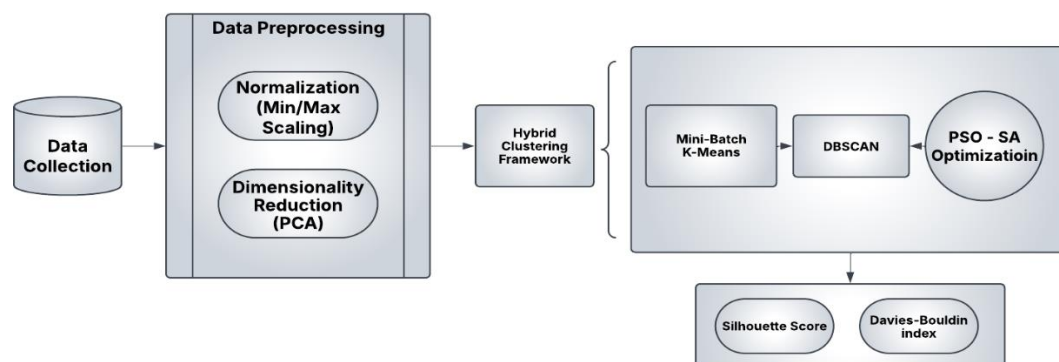 Data Preprocessing
Normalization
(Min/Max
Scaling)
Dimensionality
Reduction
(PCA)
Data
Collection
Hybrid
Clustering
Framework
Mini-Batch
K-Means
DBSCAN
PSO - SA
Optimizatioin
Silhouette Score
Davies-Bouldin
index